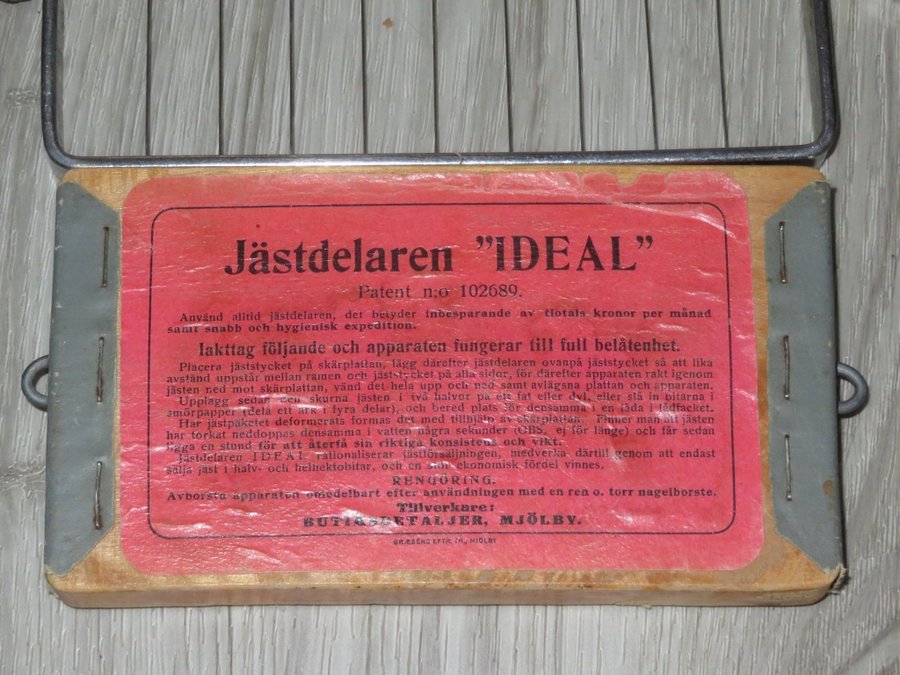 Jästdelaren "IDEAL"
Patent n:o 102689.
Använd alltid jästdelaren, det betyder inbesparande av tiotals kronor per månad
samt snabb och hygienisk expedition.
Iakttag följande och apparaten fungerar till full belåtenhet.
Placera jäststycket på skärplattan, lägg därefter jästdelaren ovanpå jäststycket så att lika
avstånd uppstår mellan ramen och jäststycket på alla sidor, för därefter apparaten rakt igenom
jästen ned mot skärplattan, vänd det hela upp och ned samt avlägsna plattan och apparaten.
Upplägg sedan den skurna jästen i två halvor på ett fat eller dyl, eller slå in bitarna i
smörpapper (dela ett ark i fyra delar), och bered plats för densamma i en låda i lådfacket.
Har jästpaketet deformerats formas det med tillhjälp av skärplattan. Finner man att jästen
har torkat neddoppas densamma i vatten några sekunder (OBS. ej för länge) och får sedan
ligga en stund för att återfå sin riktiga konsistens och vikt.
Jästdelaren IDEAL rationaliserar jästförsäljningen, medverka därtill genom att endast
sälja jäst i halv- och helhektobitar, och en stor ekonomisk fördel vinnes.
RENGÖRING.
Avborsta apparaten omedelbart efter användningen med en ren o. torr nagelborste.
Tillverkare:
BUTIKSDETALJER, MJÖLBY.
EFTR. MJÖLBY